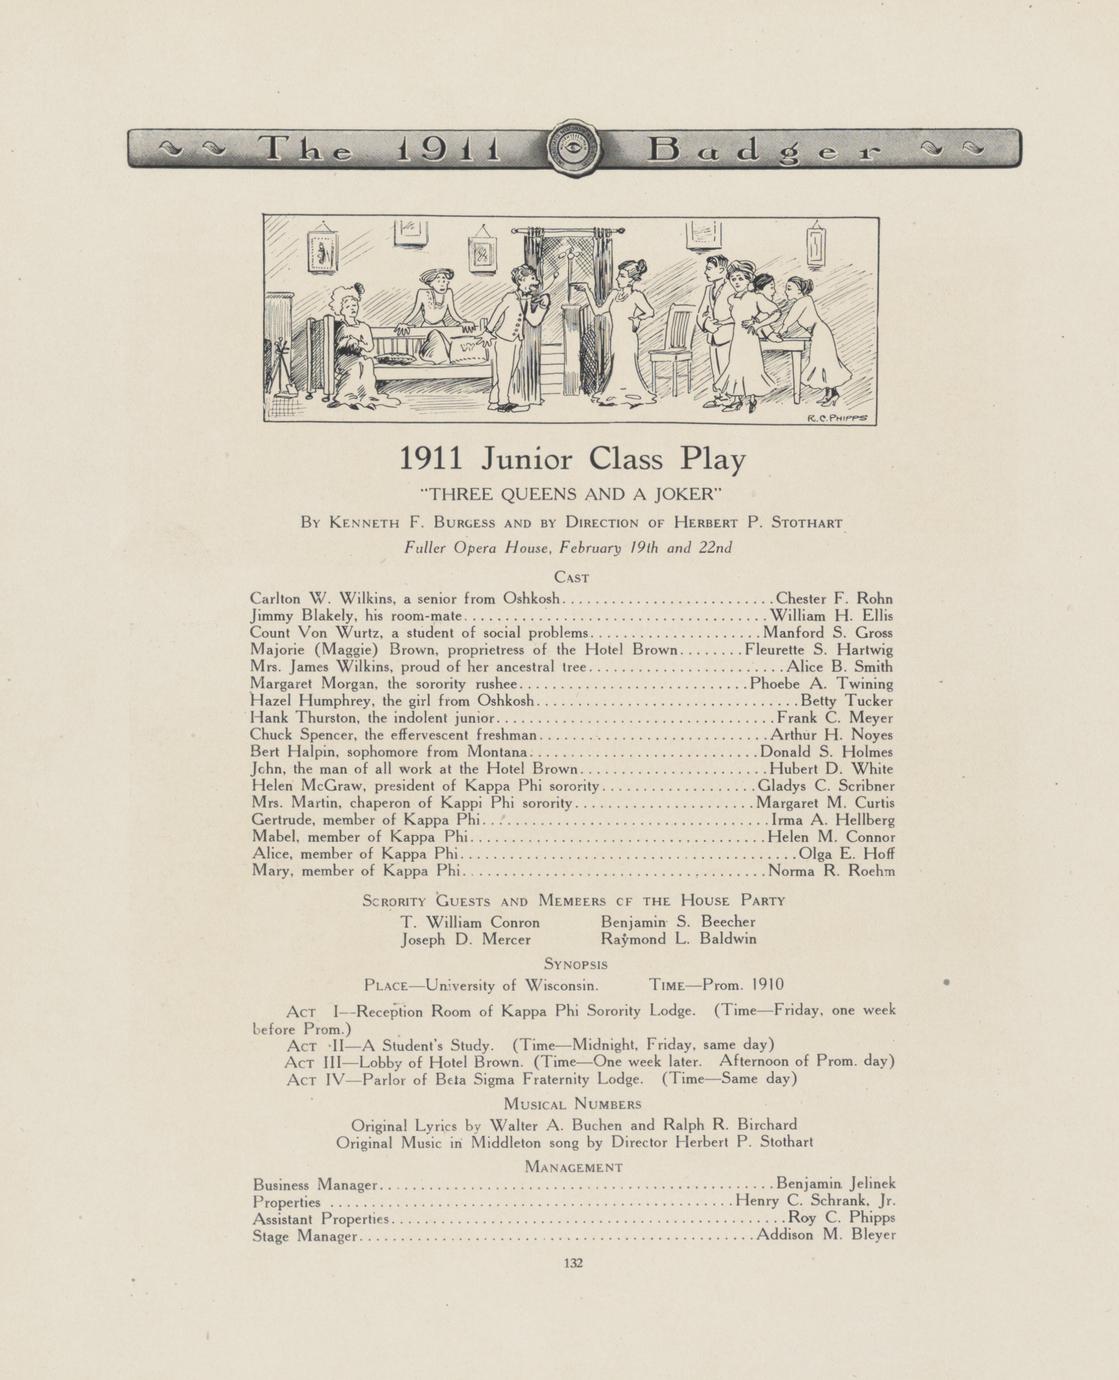 The 1911 Badger
R.C. PHIPPS
1911 Junior Class Play
"THREE QUEENS AND A JOKER"
BY KENNETH F. BURGESS AND BY DIRECTION OF HERBERT P. STOTHART
Fuller Opera House, February 19th and 22nd
CAST
Carlton W. Wilkins, a senior from Oshkosh..........................Chester F. Rohn
Jimmy Blakely, his room-mate.....................................William H. Ellis
Count Von Wurtz, a student of social problems.....................Manford S. Gross
Majorie (Maggie) Brown, proprietress of the Hotel Brown........Fleurette S. Hartwig
Mrs. James Wilkins, proud of her ancestral tree........................Alice B. Smith
Margaret Morgan, the sorority rushee............................Phoebe A. Twining
Hazel Humphrey, the girl from Oshkosh................................Betty Tucker
Hank Thurston, the indolent junior..................................Frank C. Meyer
Chuck Spencer, the effervescent freshman............................Arthur H. Noyes
Bert Halpin, sophomore from Montana............................Donald S. Holmes
John, the man of all work at the Hotel Brown.......................Hubert D. White
Helen McGraw, president of Kappa Phi sorority...................Gladys C. Scribner
Mrs. Martin, chaperon of Kappi Phi sorority......................Margaret M. Curtis
Gertrude, member of Kappa Phi...................................Irma A. Hellberg
Mabel, member of Kappa Phi....................................Helen M. Connor
Alice, member of Kappa Phi.........................................Olga E. Hoff
Mary, member of Kappa Phi.....................................Norma R. Roehm
SORORITY GUESTS AND MEMBERS OF THE HOUSE PARTY
T. William Conron Benjamin S. Beecher
Joseph D. Mercer Raymond L. Baldwin
SYNOPSIS
PLACE—University of Wisconsin. TIME—Prom. 1910
ACT I—Reception Room of Kappa Phi Sorority Lodge. (Time—Friday, one week
before Prom.)
ACT II—A Student's Study. (Time—Midnight, Friday, same day)
ACT III—Lobby of Hotel Brown. (Time—One week later. Afternoon of Prom. day)
ACT IV—Parlor of Beta Sigma Fraternity Lodge. (Time—Same day)
MUSICAL NUMBERS
Original Lyrics by Walter A. Buchen and Ralph R. Birchard
Original Music in Middleton song by Director Herbert P. Stothart
MANAGEMENT
Business Manager................................................Benjamin Jelinek
Properties .................................................Henry C. Schrank, Jr.
Assistant Properties................................................Roy C. Phipps
Stage Manager................................................Addison M. Bleyer
132